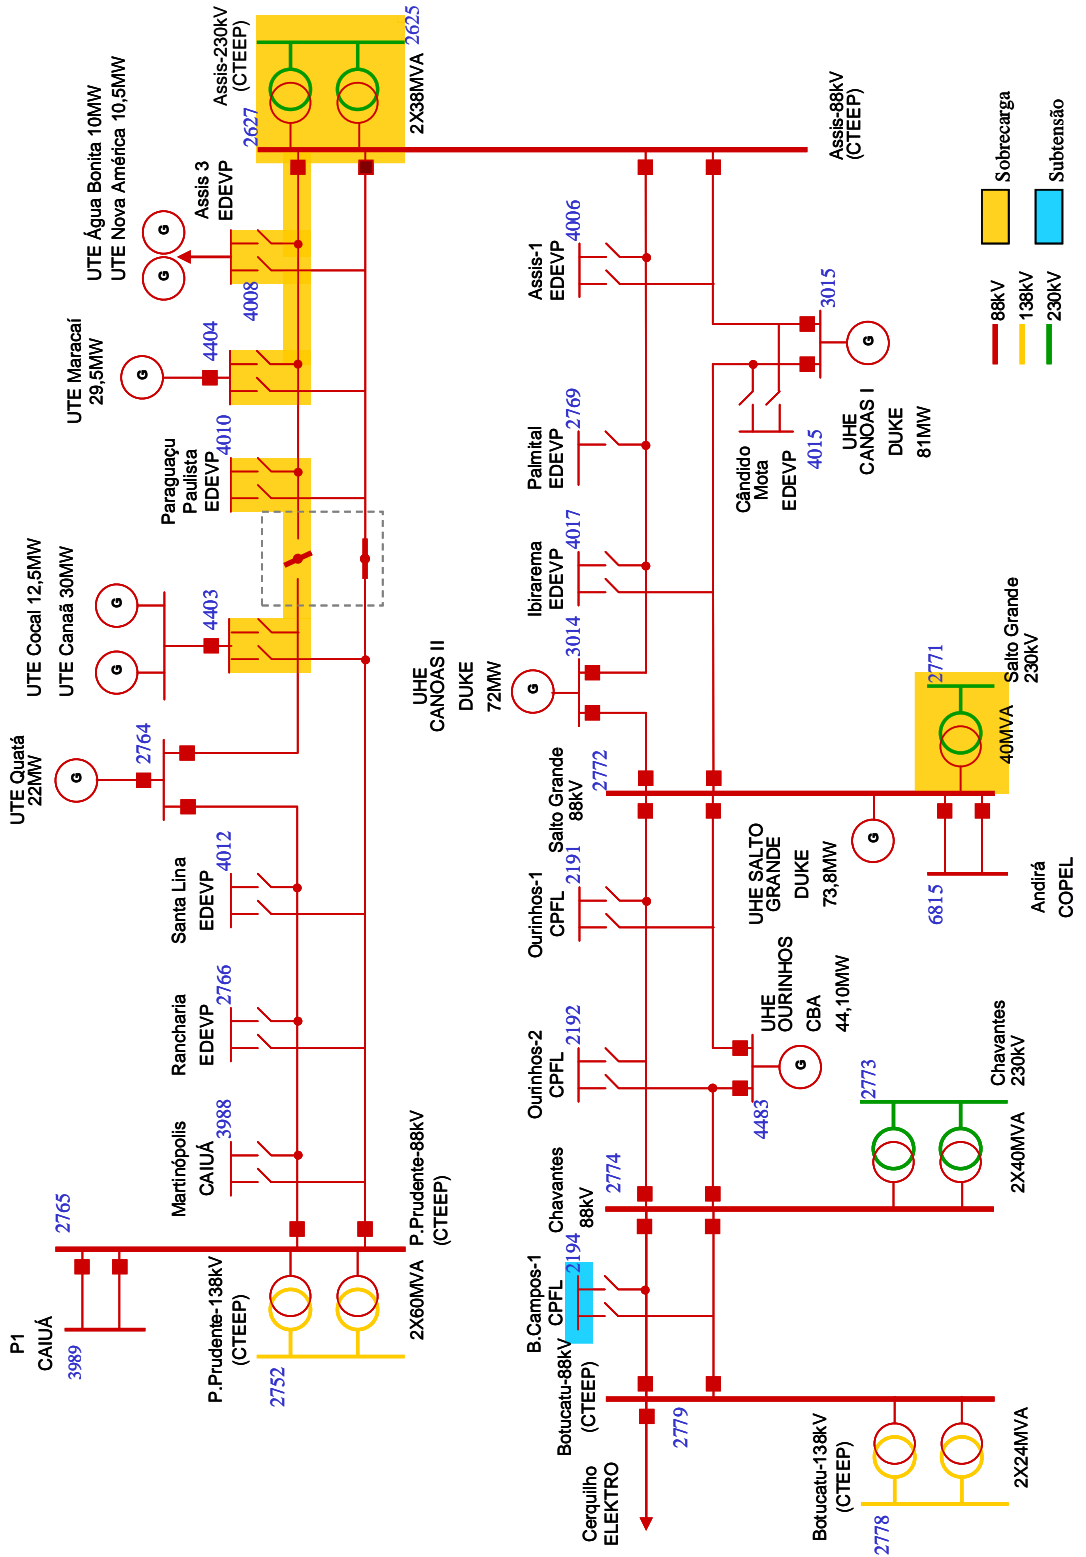 P1
CAIUÁ
3989
2765
P.Prudente-138kV
(CTEEP)
2752
2X60MVA
P.Prudente-88kV
(CTEEP)
Martinópolis
CAIUÁ
3988
Rancharia
EDEVP
2766
Santa Lina
EDEVP
4012
UTE Quatá
22MW
G
2764
UTE Cocal 12,5MW
UTE Canaã 30MW
G
G
4403
Paraguaçu
Paulista
EDEVP
4010
UTE Maracaí
29,5MW
G
4404
UTE Água Bonita 10MW
UTE Nova América 10,5MW
G
G
Assis 3
EDEVP
4008
Assis-230kV
(CTEEP)
2627
2625
2X38MVA
Assis-88kV
(CTEEP)
Cerquilho
ELEKTRO
Botucatu-88kV
(CTEEP)
2779
Botucatu-138kV
(CTEEP)
2778
2X24MVA
B.Campos-1
CPFL
2194
Chavantes
88kV
2774
Chavantes
230kV
2773
2X40MVA
Ourinhos-2
CPFL
2192
UHE
OURINHOS
CBA
44,10MW
G
4483
Ourinhos-1
CPFL
2191
Salto Grande
88kV
2772
UHE SALTO
GRANDE
DUKE
73,8MW
G
6815
Andirá
COPEL
Salto Grande
230kV
2771
40MVA
UHE
CANOAS II
DUKE
72MW
G
3014
Ibirarema
EDEVP
4017
Palmital
EDEVP
2769
Cândido
Mota
EDEVP
4015
UHE
CANOAS I
DUKE
81MW
G
3015
Assis-1
EDEVP
4006
88kV
138kV
230kV
Sobrecarga
Subtensão